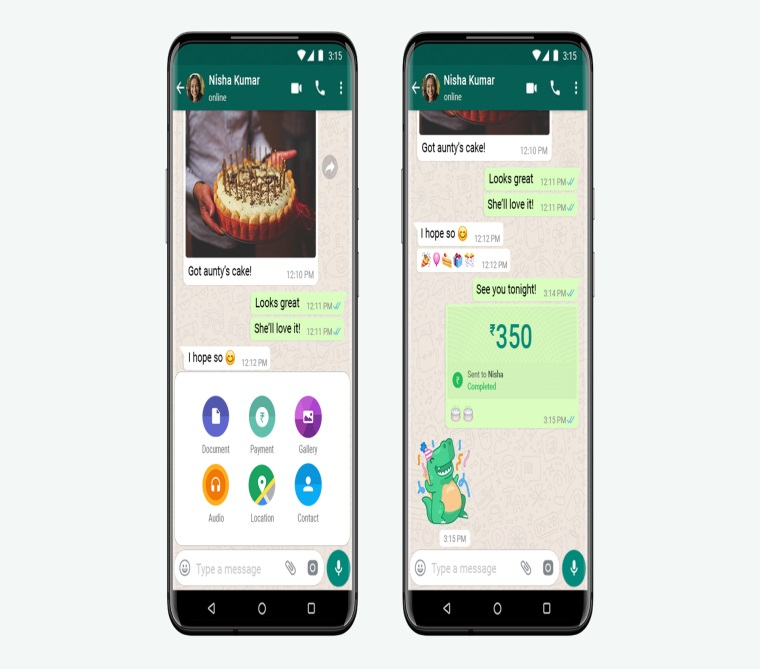 3:15
Nisha Kumar
online
Got aunty's cake! 12:10 PM
Looks great 12:11 PM
She'll love it! 12:11 PM
I hope so 😊 12:12 PM
Document Payment Gallery
Audio Location Contact
Type a message
3:15
Nisha Kumar
online
Got aunty's cake! 12:10 PM
Looks great 12:11 PM
She'll love it! 12:11 PM
I hope so 😊 12:12 PM
12:12 PM
See you tonight! 3:14 PM
₹350
Sent to Nisha
Completed
3:15 PM
3:15 PM
Type a message